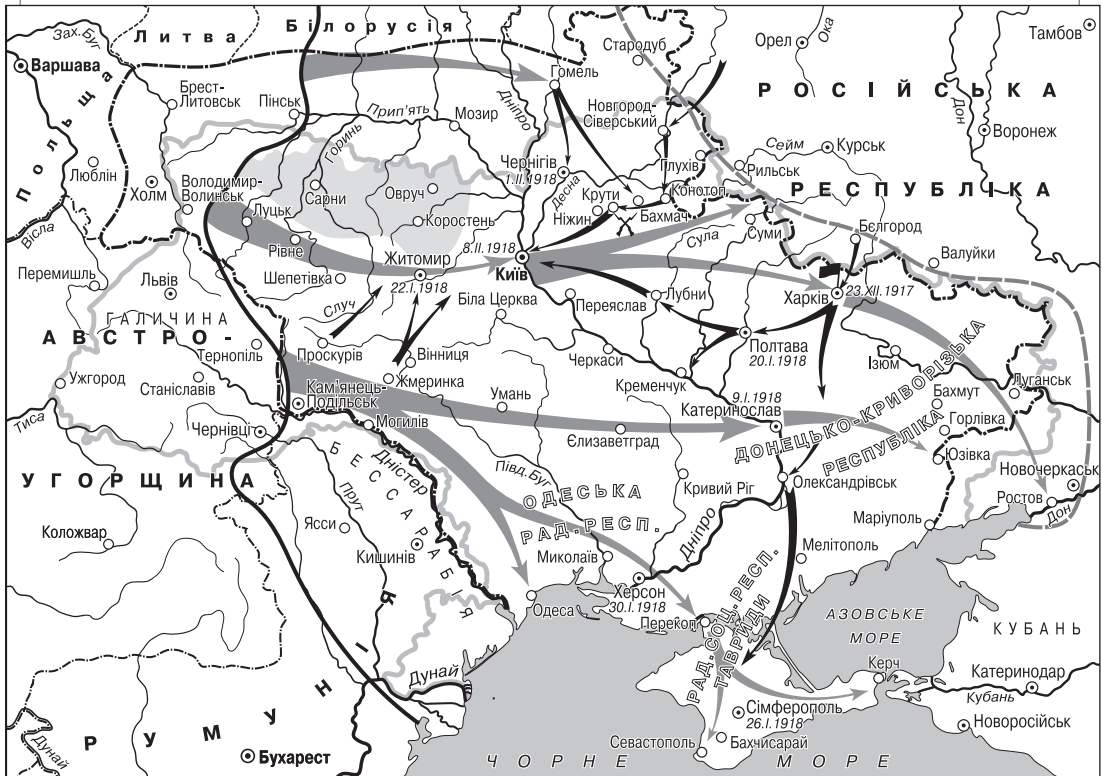 Литва
Білорусія
Зах.Буг
Варшава
Польща
Брест-
Литовськ
Пінськ
Прип'ять
Мозир
Дніпро
Гомель
Стародуб
Орел
Ока
Тамбов
РОСІЙСЬКА
Дон
Воронеж
Новгород-
Сіверський
Чернігів
1.II.1918
Десна
Крути
Ніжин
Бахмач
Конотоп
Глухів
Рильськ
Сейм
Курськ
РЕСПУБЛІКА
Люблін
Холм
Володимир-
Волинськ
Горинь
Сарни
Овруч
Луцьк
Коростень
Рівне
8.II.1918
Київ
Житомир
22.I.1918
Шепетівка
Случ
Біла Церква
Переяслав
Лубни
Сула
Суми
Бєлгород
Валуйки
Харків
23.XII.1917
Полтава
20.I.1918
Вісла
Перемишль
Львів
ГАЛИЧИНА
АВСТРО-
Тернопіль
Проскурів
Вінниця
Жмеринка
Черкаси
Кременчук
Ізюм
Ужгород
Станіславів
Кам'янець-
Подільськ
Умань
9.I.1918
Катеринослав
Бахмут
Луганськ
Горлівка
Юзівка
ДОНЕЦЬКО-КРИВОРІЗЬКА
РЕСПУБЛІКА
Тиса
Чернівці
Могилів
Єлизаветград
УГОРЩИНА
БЕССАРАБІЯ
Дністер
Прут
Півд.Буг
ОДЕСЬКА
РАД.РЕСП.
Кривий Ріг
Олександрівськ
Новочеркаськ
Ростов
Дон
Маріуполь
Коложвар
Ясси
Кишинів
Миколаїв
Дніпро
Мелітополь
Одеса
Херсон
30.I.1918
Перекоп
РАД.СОЦ.РЕСП.
ТАВРИДИ
АЗОВСЬКЕ
МОРЕ
КУБАНЬ
Керч
Катеринодар
Кубань
Новоросійськ
Дунай
РУМУНІЯ
Дунай
Бухарест
Сімферополь
26.I.1918
Севастополь
Бахчисарай
ЧОРНЕ МОРЕ